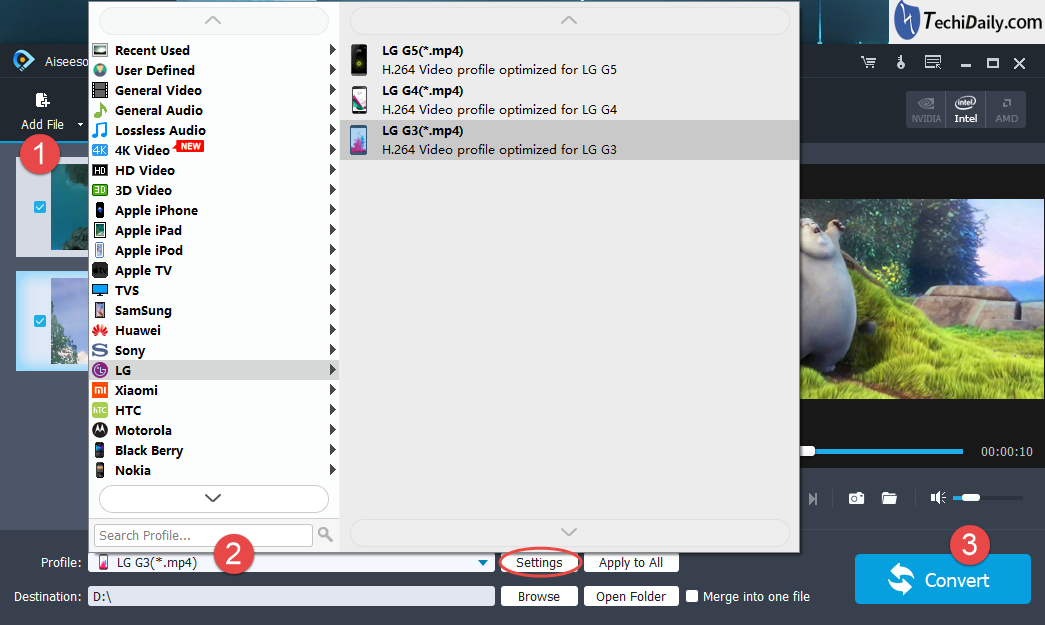 TechiDaily.com
Aiseeso
Add File
1
NVIDIA
intel
Intel
AMD
Recent Used
User Defined
General Video
General Audio
Lossless Audio
4K
4K Video
NEW
HD
HD Video
3D
3D Video
Apple iPhone
Apple iPad
Apple iPod
tv
Apple TV
TVS
SamSung
Huawei
Sony
LG
mi
Xiaomi
hTC
HTC
Motorola
Black Berry
Nokia
Search Profile...
LG G5(*.mp4)
H.264 Video profile optimized for LG G5
LG G4(*.mp4)
H.264 Video profile optimized for LG G4
LG G3(*.mp4)
H.264 Video profile optimized for LG G3
00:00:10
2
3
Profile:
LG G3(*.mp4)
Settings
Apply to All
Convert
Destination:
D:\
Browse
Open Folder
Merge into one file